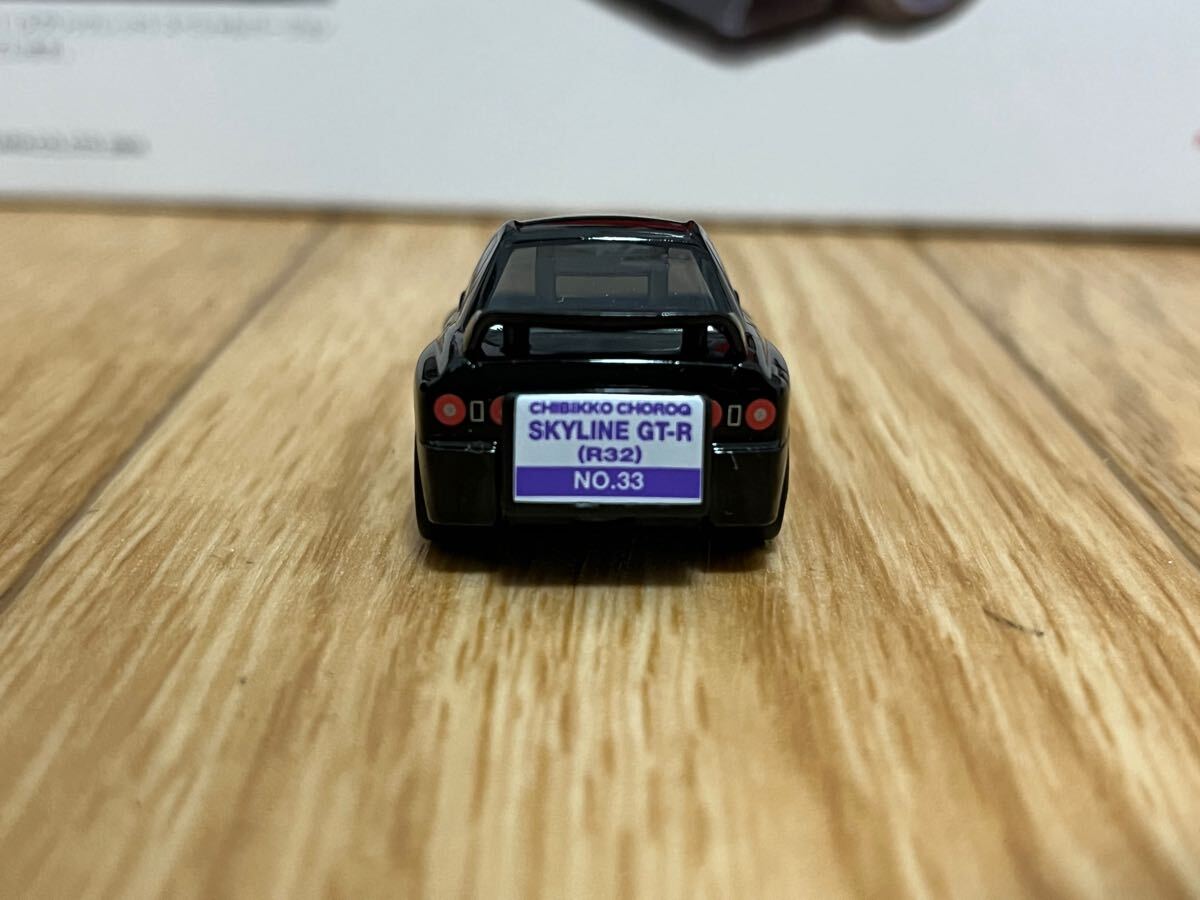 CHIBIKKO CHOROQ
SKYLINE GT-R
(R32)
NO.33